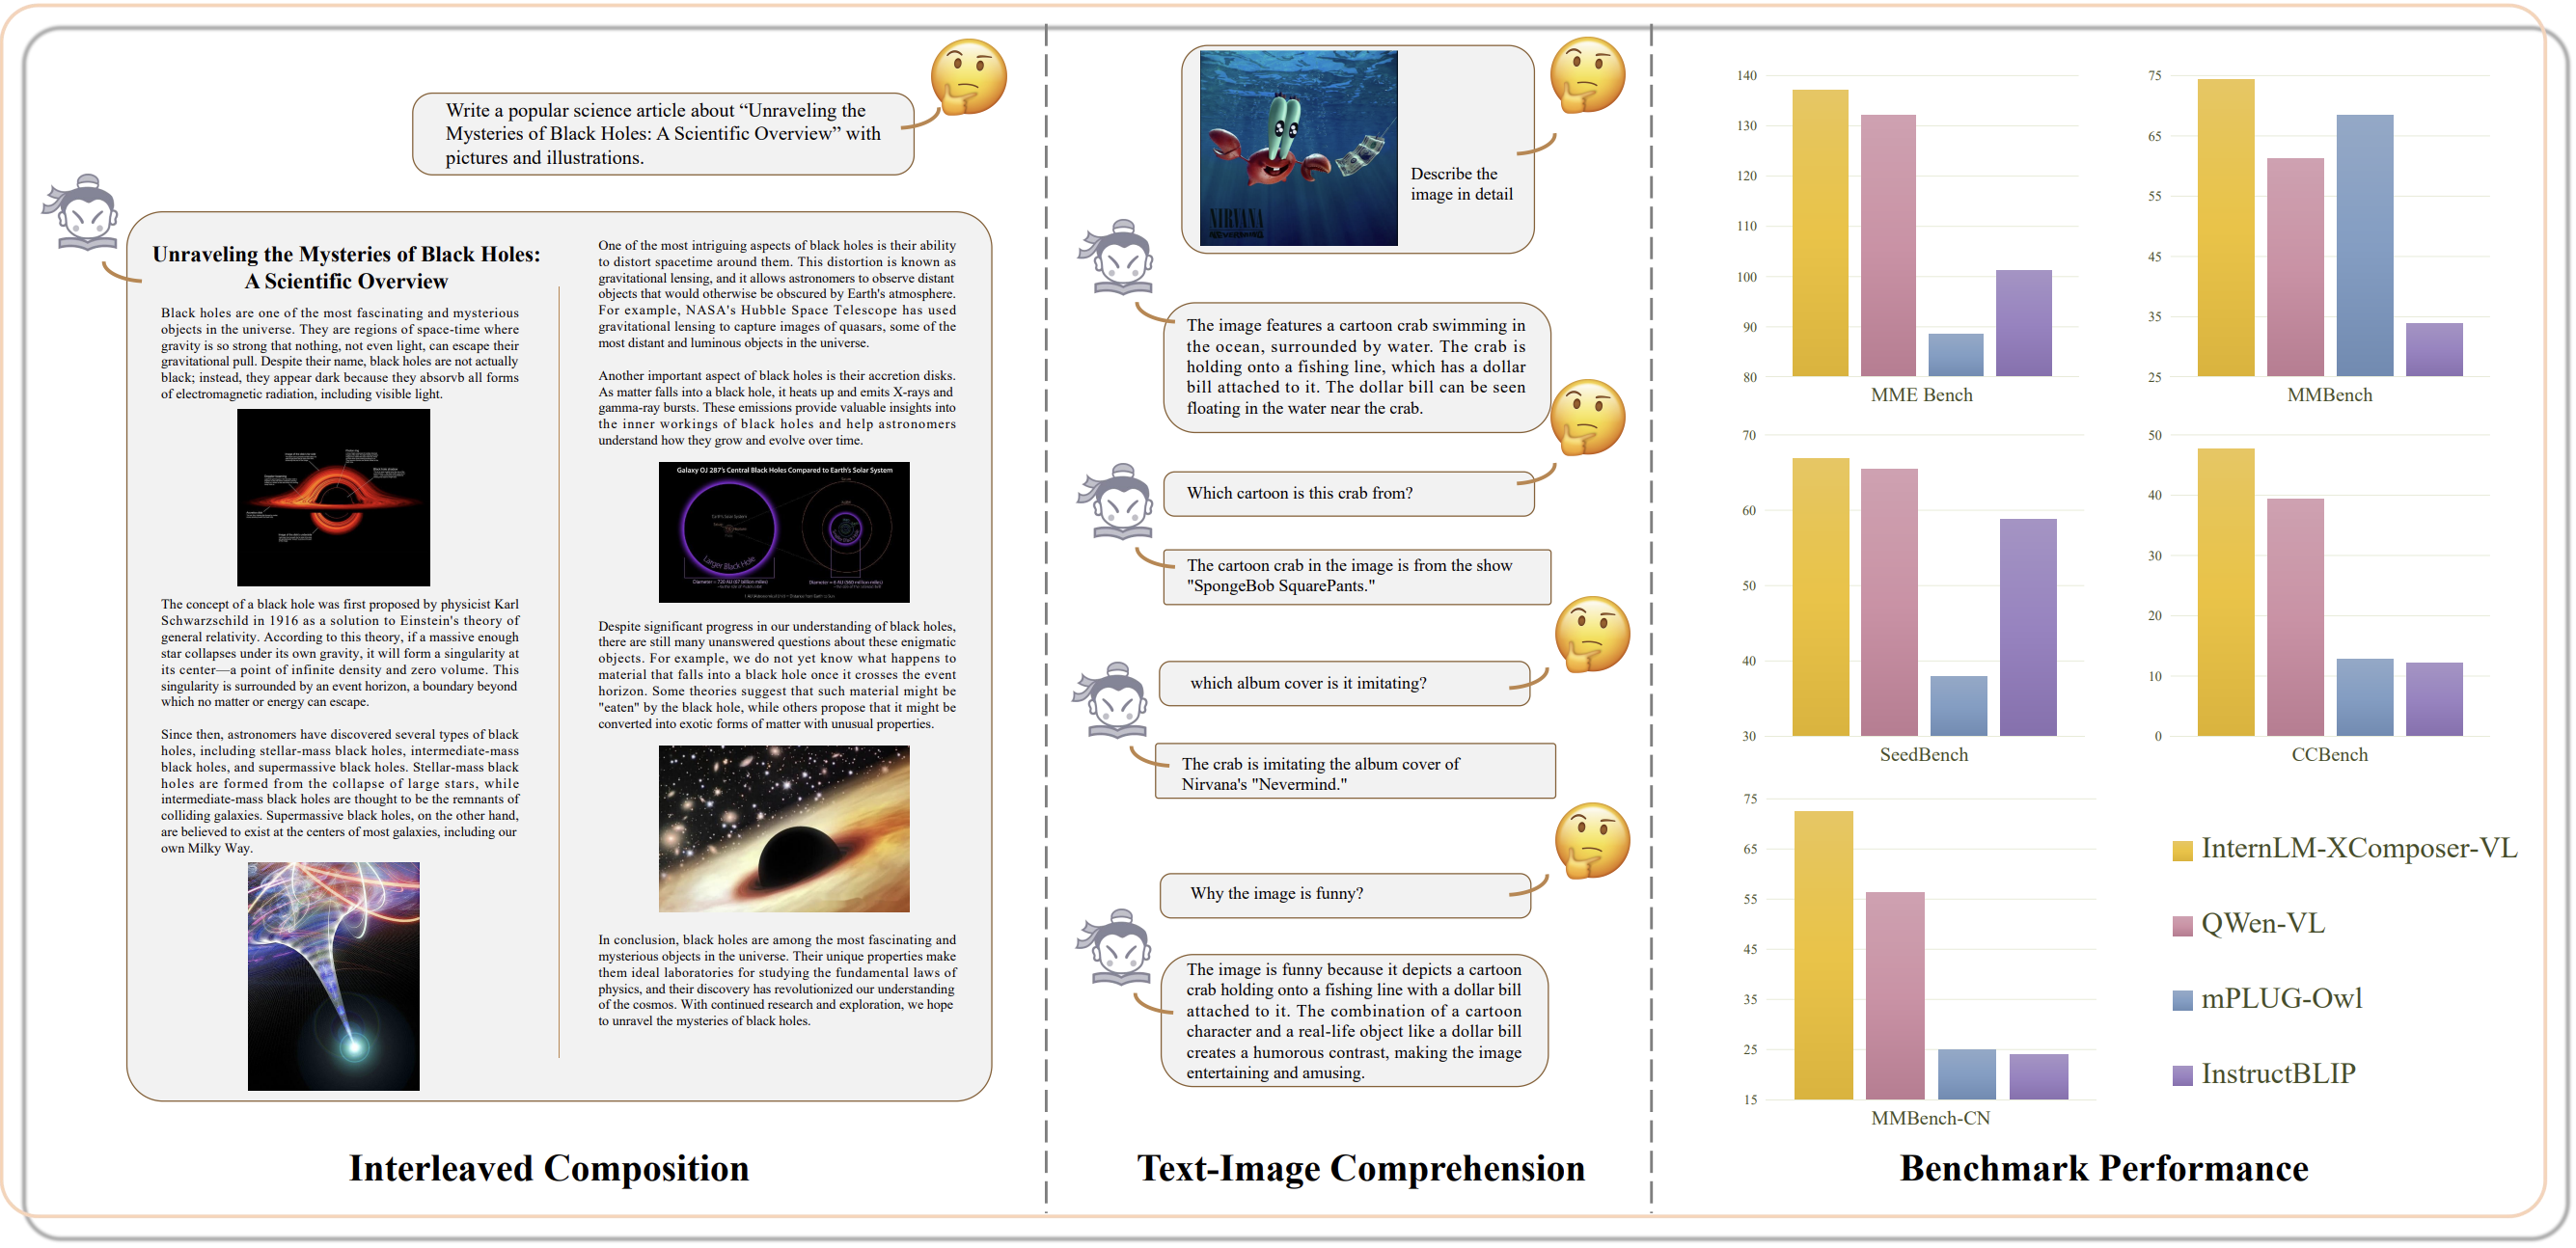 Write a popular science article about “Unraveling the
Mysteries of Black Holes: A Scientific Overview” with
pictures and illustrations.
Unraveling the Mysteries of Black Holes:
A Scientific Overview
Black holes are one of the most fascinating and mysterious
objects in the universe. They are regions of space-time where
gravity is so strong that nothing, not even light, can escape their
gravitational pull. Despite their name, black holes are not actually
black; instead, they appear dark because they absorvb all forms
of electromagnetic radiation, including visible light.
The concept of a black hole was first proposed by physicist Karl
Schwarzschild in 1916 as a solution to Einstein's theory of
general relativity. According to this theory, if a massive enough
star collapses under its own gravity, it will form a singularity at
its center—a point of infinite density and zero volume. This
singularity is surrounded by an event horizon, a boundary beyond
which no matter or energy can escape.
Since then, astronomers have discovered several types of black
holes, including stellar-mass black holes, intermediate-mass
black holes, and supermassive black holes. Stellar-mass black
holes are formed from the collapse of large stars, while
intermediate-mass black holes are thought to be the remnants of
colliding galaxies. Supermassive black holes, on the other hand,
are believed to exist at the centers of most galaxies, including our
own Milky Way.
One of the most intriguing aspects of black holes is their ability
to distort spacetime around them. This distortion is known as
gravitational lensing, and it allows astronomers to observe distant
objects that would otherwise be obscured by Earth's atmosphere.
For example, NASA's Hubble Space Telescope has used
gravitational lensing to capture images of quasars, some of the
most distant and luminous objects in the universe.
Another important aspect of black holes is their accretion disks.
As matter falls into a black hole, it heats up and emits X-rays and
gamma-ray bursts. These emissions provide valuable insights into
the inner workings of black holes and help astronomers
understand how they grow and evolve over time.
Galaxy OJ 287's Central Black Holes Compared to Earth's Solar System
Larger Black Hole
Despite significant progress in our understanding of black holes,
there are still many unanswered questions about these enigmatic
objects. For example, we do not yet know what happens to
material that falls into a black hole once it crosses the event
horizon. Some theories suggest that such material might be
"eaten" by the black hole, while others propose that it might be
converted into exotic forms of matter with unusual properties.
In conclusion, black holes are among the most fascinating and
mysterious objects in the universe. Their unique properties make
them ideal laboratories for studying the fundamental laws of
physics, and their discovery has revolutionized our understanding
of the cosmos. With continued research and exploration, we hope
to unravel the mysteries of black holes.
Interleaved Composition
NIRVANA
NEVERMIND
Describe the
image in detail
The image features a cartoon crab swimming in
the ocean, surrounded by water. The crab is
holding onto a fishing line, which has a dollar
bill attached to it. The dollar bill can be seen
floating in the water near the crab.
Which cartoon is this crab from?
The cartoon crab in the image is from the show
"SpongeBob SquarePants."
which album cover is it imitating?
The crab is imitating the album cover of
Nirvana's "Nevermind."
Why the image is funny?
The image is funny because it depicts a cartoon
crab holding onto a fishing line with a dollar bill
attached to it. The combination of a cartoon
character and a real-life object like a dollar bill
creates a humorous contrast, making the image
entertaining and amusing.
Text-Image Comprehension
140
130
120
110
100
90
80
MME Bench
75
65
55
45
35
25
MMBench
70
60
50
40
30
SeedBench
50
40
30
20
10
0
CCBench
75
65
55
45
35
25
15
MMBench-CN
InternLM-XComposer-VL
QWen-VL
mPLUG-Owl
InstructBLIP
Benchmark Performance